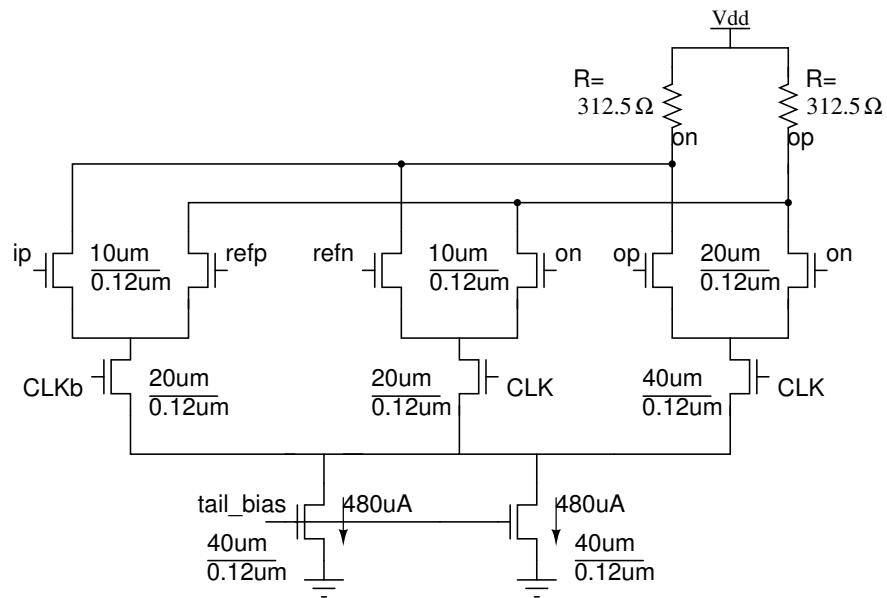 Vdd
R=
312.5 Ω
R=
312.5 Ω
on
op
ip
10um
0.12um
refp
refn
10um
0.12um
on
op
20um
0.12um
on
CLKb
20um
0.12um
20um
0.12um
CLK
40um
0.12um
CLK
tail_bias
480uA
480uA
40um
0.12um
40um
0.12um